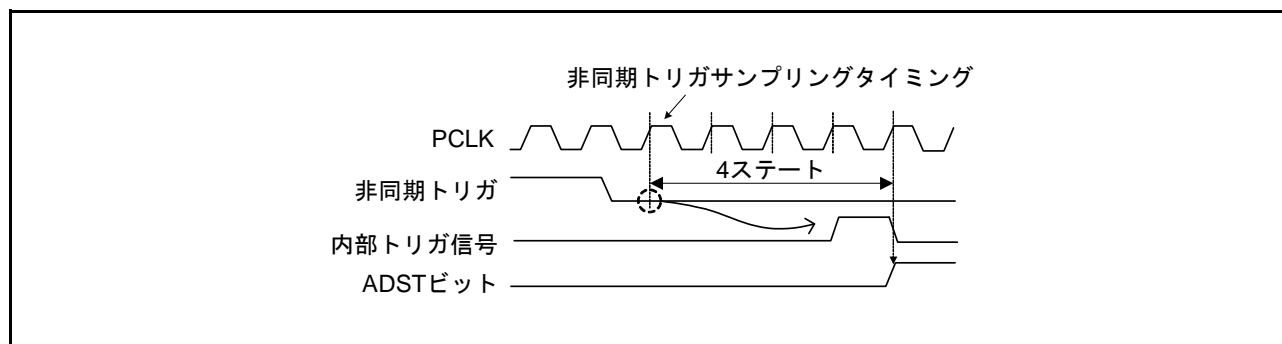 非同期トリガサンプリングタイミング
PCLK
4ステート
非同期トリガ
内部トリガ信号
ADSTビット